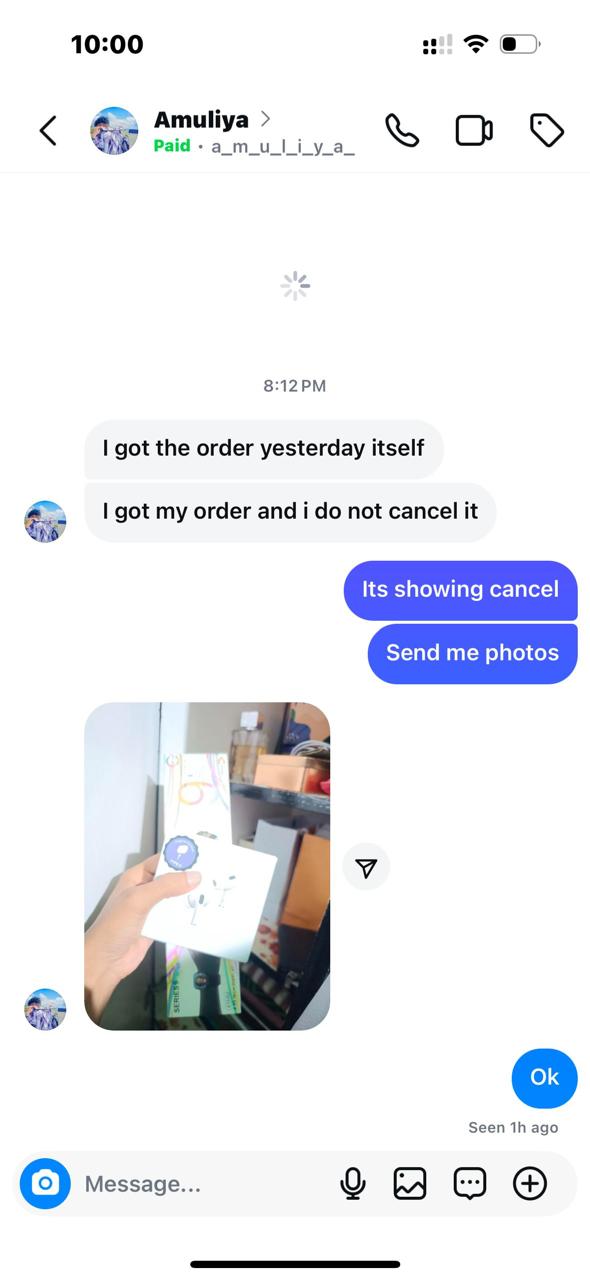 10:00
Amuliya
Paid · a_m_u_l_i_y_a_
8:12 PM
I got the order yesterday itself
I got my order and i do not cancel it
Its showing cancel
Send me photos
SERIES
Ok
Seen 1h ago
Message...